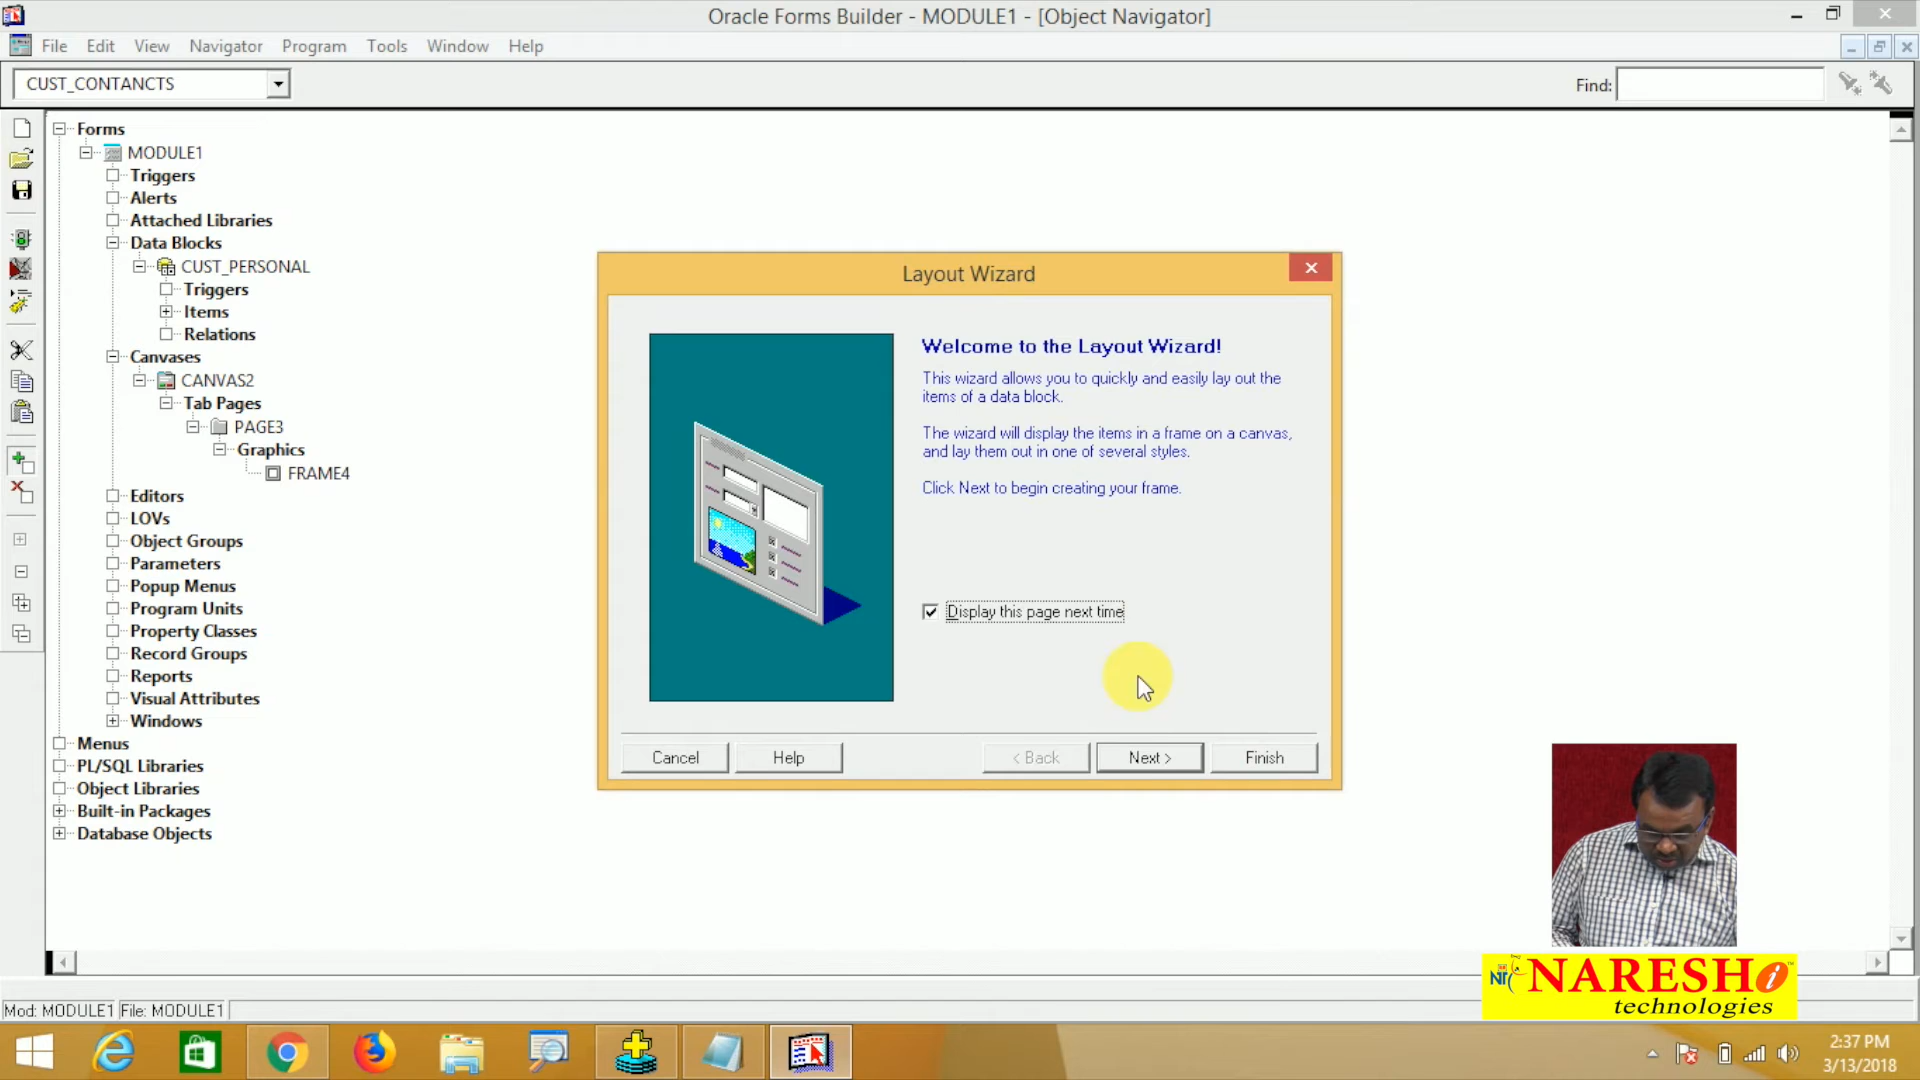 Oracle Forms Builder - MODULE1 - [Object Navigator]
File Edit View Navigator Program Tools Window Help
CUST_CONTANCTS
Find:
Forms
MODULE1
Triggers
Alerts
Attached Libraries
Data Blocks
CUST_PERSONAL
Triggers
Items
Relations
Canvases
CANVAS2
Tab Pages
PAGE3
Graphics
FRAME4
Editors
LOVs
Object Groups
Parameters
Popup Menus
Program Units
Property Classes
Record Groups
Reports
Visual Attributes
Windows
Menus
PL/SQL Libraries
Object Libraries
Built-in Packages
Database Objects
Layout Wizard
Welcome to the Layout Wizard!
This wizard allows you to quickly and easily lay out the
items of a data block.
The wizard will display the items in a frame on a canvas,
and lay them out in one of several styles.
Click Next to begin creating your frame.
Display this page next time
Cancel Help < Back Next > Finish
NARESH i
technologies
Mod: MODULE1 File: MODULE1
2:37 PM
3/13/2018